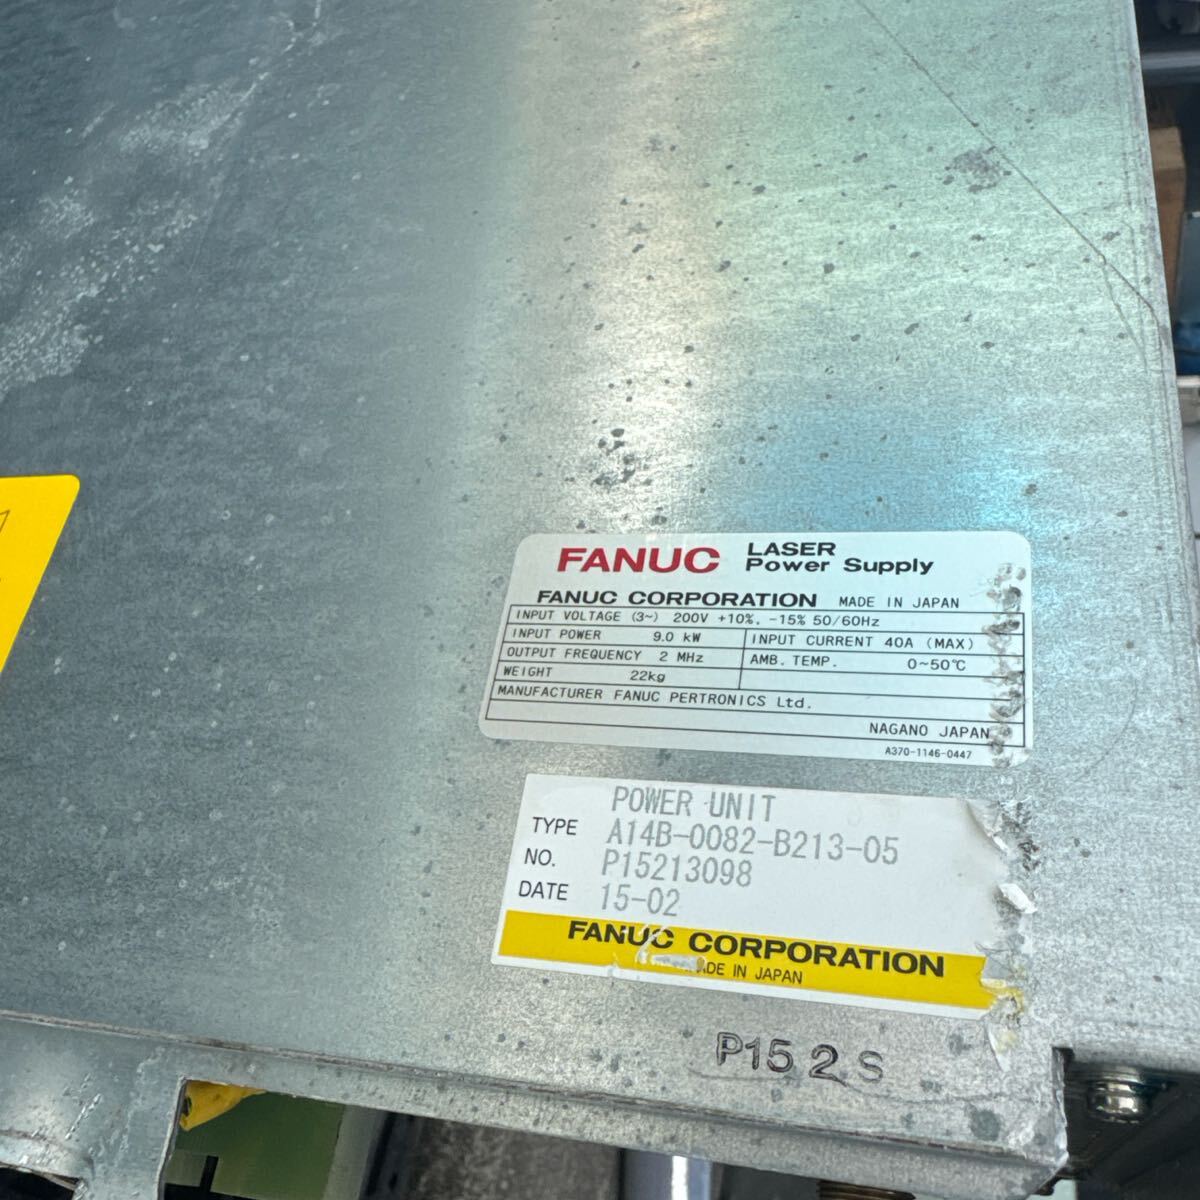 FANUC LASER Power Supply
FANUC CORPORATION MADE IN JAPAN
INPUT VOLTAGE (3~) 200V +10%, -15% 50/60Hz
INPUT POWER 9.0 kW INPUT CURRENT 40A (MAX)
OUTPUT FREQUENCY 2 MHz AMB. TEMP. 0~50℃
WEIGHT 22kg
MANUFACTURER FANUC PERTRONICS Ltd.
NAGANO JAPAN
A370-1146-0447
POWER UNIT
TYPE A14B-0082-B213-05
NO. P15213098
DATE 15-02
FANUC CORPORATION
IN JAPAN
P15 2 S